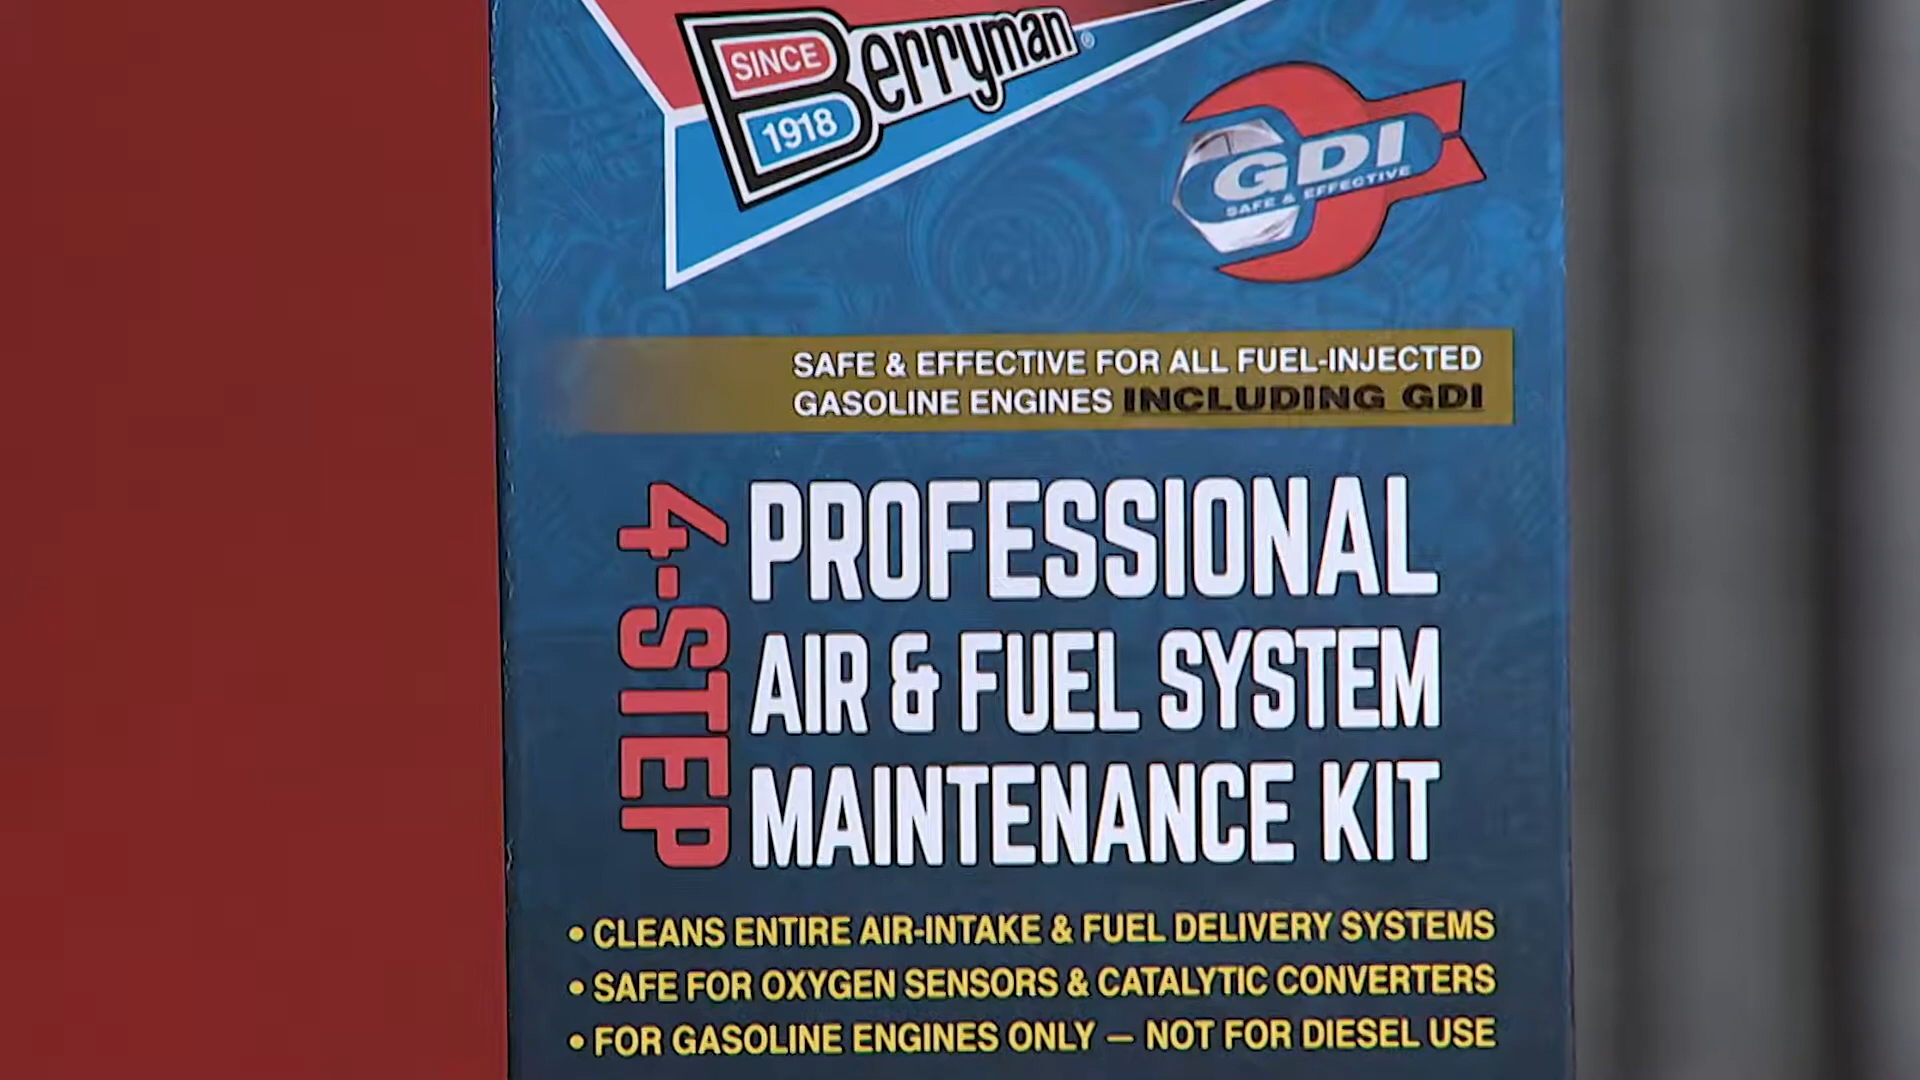 SINCE
1918
Berryman®
GDI
SAFE & EFFECTIVE
SAFE & EFFECTIVE FOR ALL FUEL-INJECTED
GASOLINE ENGINES INCLUDING GDI
4-STEP
PROFESSIONAL
AIR & FUEL SYSTEM
MAINTENANCE KIT
• CLEANS ENTIRE AIR-INTAKE & FUEL DELIVERY SYSTEMS
• SAFE FOR OXYGEN SENSORS & CATALYTIC CONVERTERS
• FOR GASOLINE ENGINES ONLY – NOT FOR DIESEL USE